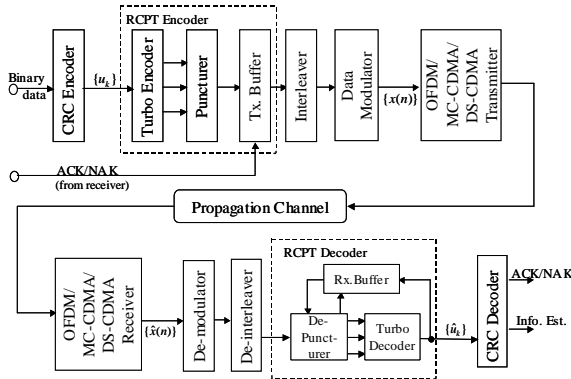 RCPT Encoder
Binary
data
CRC Encoder
{u_k}
Turbo Encoder
Puncturer
Tx. Buffer
Interleaver
Data
Modulator
{x(n)}
OFDM/
MC-CDMA/
DS-CDMA
Transmitter
ACK/NAK
(from receiver)
Propagation Channel
OFDM/
MC-CDMA/
DS-CDMA
Receiver
{x̂(n)}
De-modulator
De-interleaver
RCPT Decoder
Rx.Buffer
De-
Punct-
urer
Turbo
Decoder
{û_k}
CRC Decoder
ACK/NAK
Info. Est.